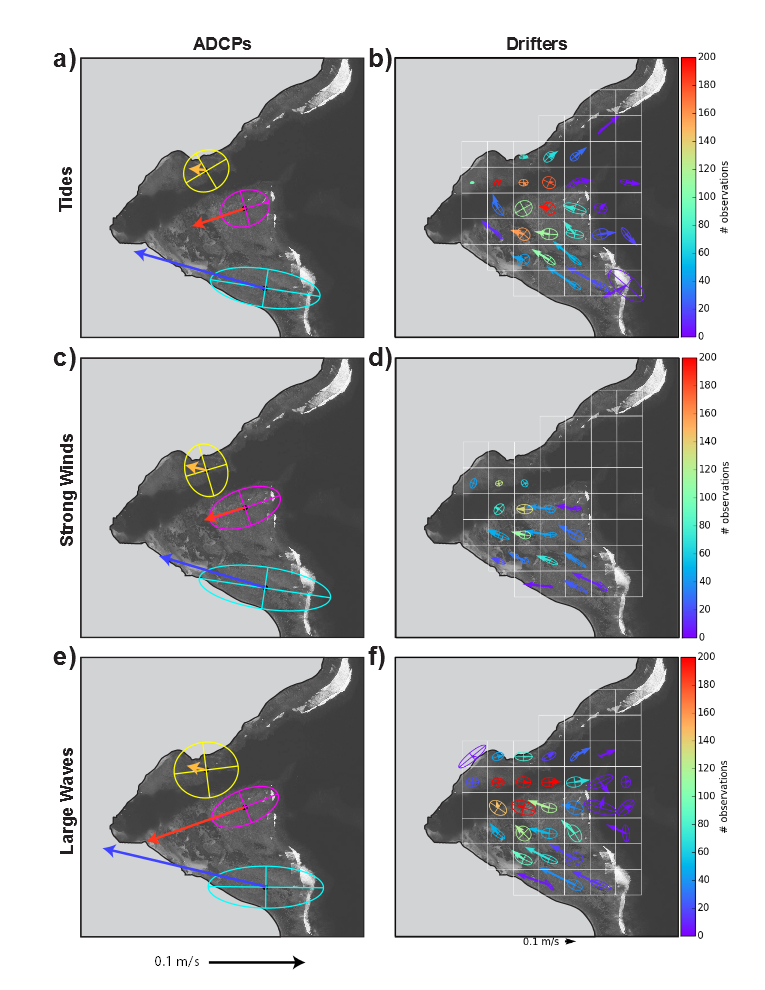 ADCPs
Drifters
a)
b)
Tides
200
180
160
140
120
100
80
60
40
20
0
# observations
c)
d)
Strong Winds
200
180
160
140
120
100
80
60
40
20
0
# observations
e)
f)
Large Waves
200
180
160
140
120
100
80
60
40
20
0
# observations
0.1 m/s
0.1 m/s